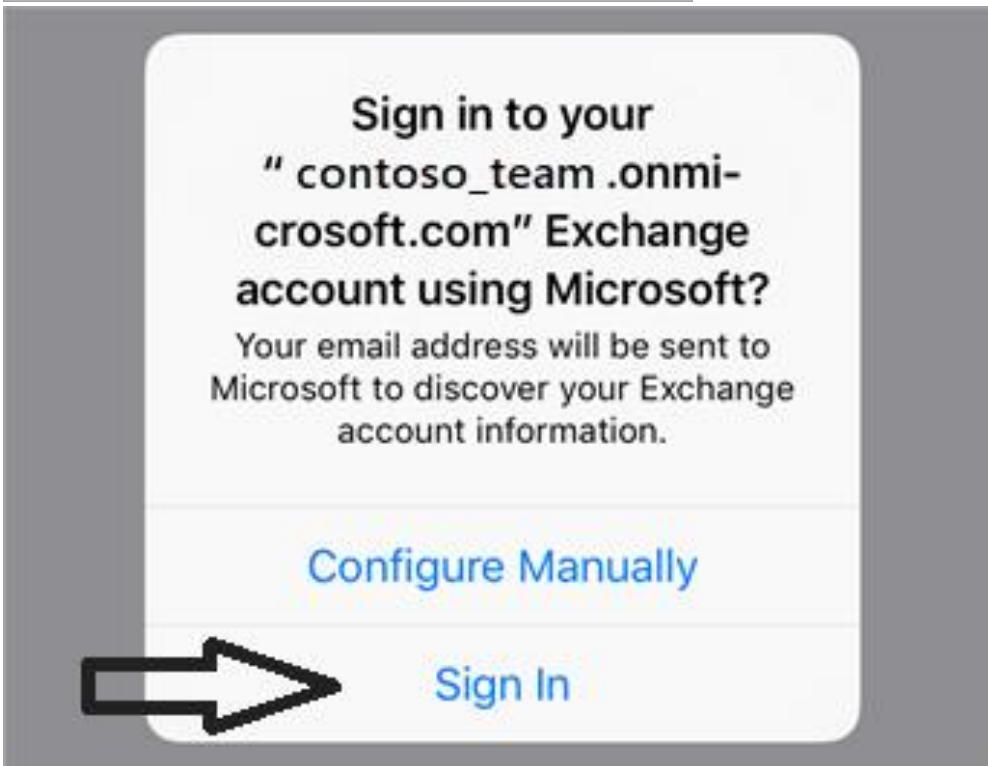 Sign in to your
" contoso_team .onmi-
crosoft.com" Exchange
account using Microsoft?
Your email address will be sent to
Microsoft to discover your Exchange
account information.
Configure Manually
Sign In